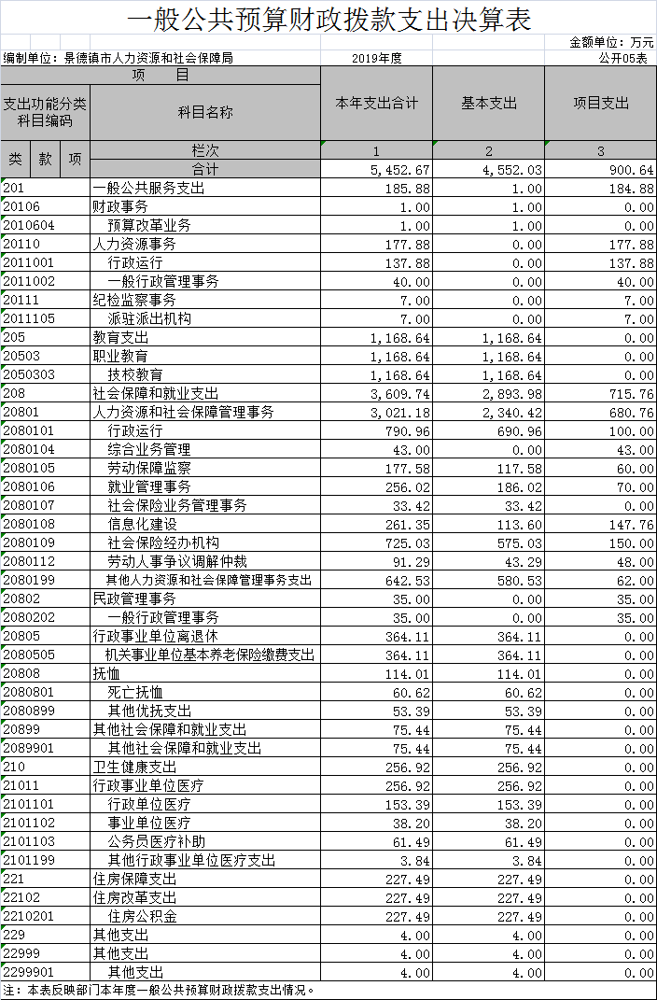 一般公共预算财政拨款支出决算表
金额单位：万元
编制单位：景德镇市人力资源和社会保障局 2019年度 公开05表
项 目 本年支出合计 基本支出 项目支出
支出功能分类科目编码 科目名称
类 款 项 栏次 1 2 3
合计 5,452.67 4,552.03 900.64
201 一般公共服务支出 185.88 1.00 184.88
20106 财政事务 1.00 1.00 0.00
2010604 预算改革业务 1.00 1.00 0.00
20110 人力资源事务 177.88 0.00 177.88
2011001 行政运行 137.88 0.00 137.88
2011002 一般行政管理事务 40.00 0.00 40.00
20111 纪检监察事务 7.00 0.00 7.00
2011105 派驻派出机构 7.00 0.00 7.00
205 教育支出 1,168.64 1,168.64 0.00
20503 职业教育 1,168.64 1,168.64 0.00
2050303 技校教育 1,168.64 1,168.64 0.00
208 社会保障和就业支出 3,609.74 2,893.98 715.76
20801 人力资源和社会保障管理事务 3,021.18 2,340.42 680.76
2080101 行政运行 790.96 690.96 100.00
2080104 综合业务管理 43.00 0.00 43.00
2080105 劳动保障监察 177.58 117.58 60.00
2080106 就业管理事务 256.02 186.02 70.00
2080107 社会保险业务管理事务 33.42 33.42 0.00
2080108 信息化建设 261.35 113.60 147.76
2080109 社会保险经办机构 725.03 575.03 150.00
2080112 劳动人事争议调解仲裁 91.29 43.29 48.00
2080199 其他人力资源和社会保障管理事务支出 642.53 580.53 62.00
20802 民政管理事务 35.00 0.00 35.00
2080202 一般行政管理事务 35.00 0.00 35.00
20805 行政事业单位离退休 364.11 364.11 0.00
2080505 机关事业单位基本养老保险缴费支出 364.11 364.11 0.00
20808 抚恤 114.01 114.01 0.00
2080801 死亡抚恤 60.62 60.62 0.00
2080899 其他优抚支出 53.39 53.39 0.00
20899 其他社会保障和就业支出 75.44 75.44 0.00
2089901 其他社会保障和就业支出 75.44 75.44 0.00
210 卫生健康支出 256.92 256.92 0.00
21011 行政事业单位医疗 256.92 256.92 0.00
2101101 行政单位医疗 153.39 153.39 0.00
2101102 事业单位医疗 38.20 38.20 0.00
2101103 公务员医疗补助 61.49 61.49 0.00
2101199 其他行政事业单位医疗支出 3.84 3.84 0.00
221 住房保障支出 227.49 227.49 0.00
22102 住房改革支出 227.49 227.49 0.00
2210201 住房公积金 227.49 227.49 0.00
229 其他支出 4.00 4.00 0.00
22999 其他支出 4.00 4.00 0.00
2299901 其他支出 4.00 4.00 0.00
注：本表反映部门本年度一般公共预算财政拨款支出情况。